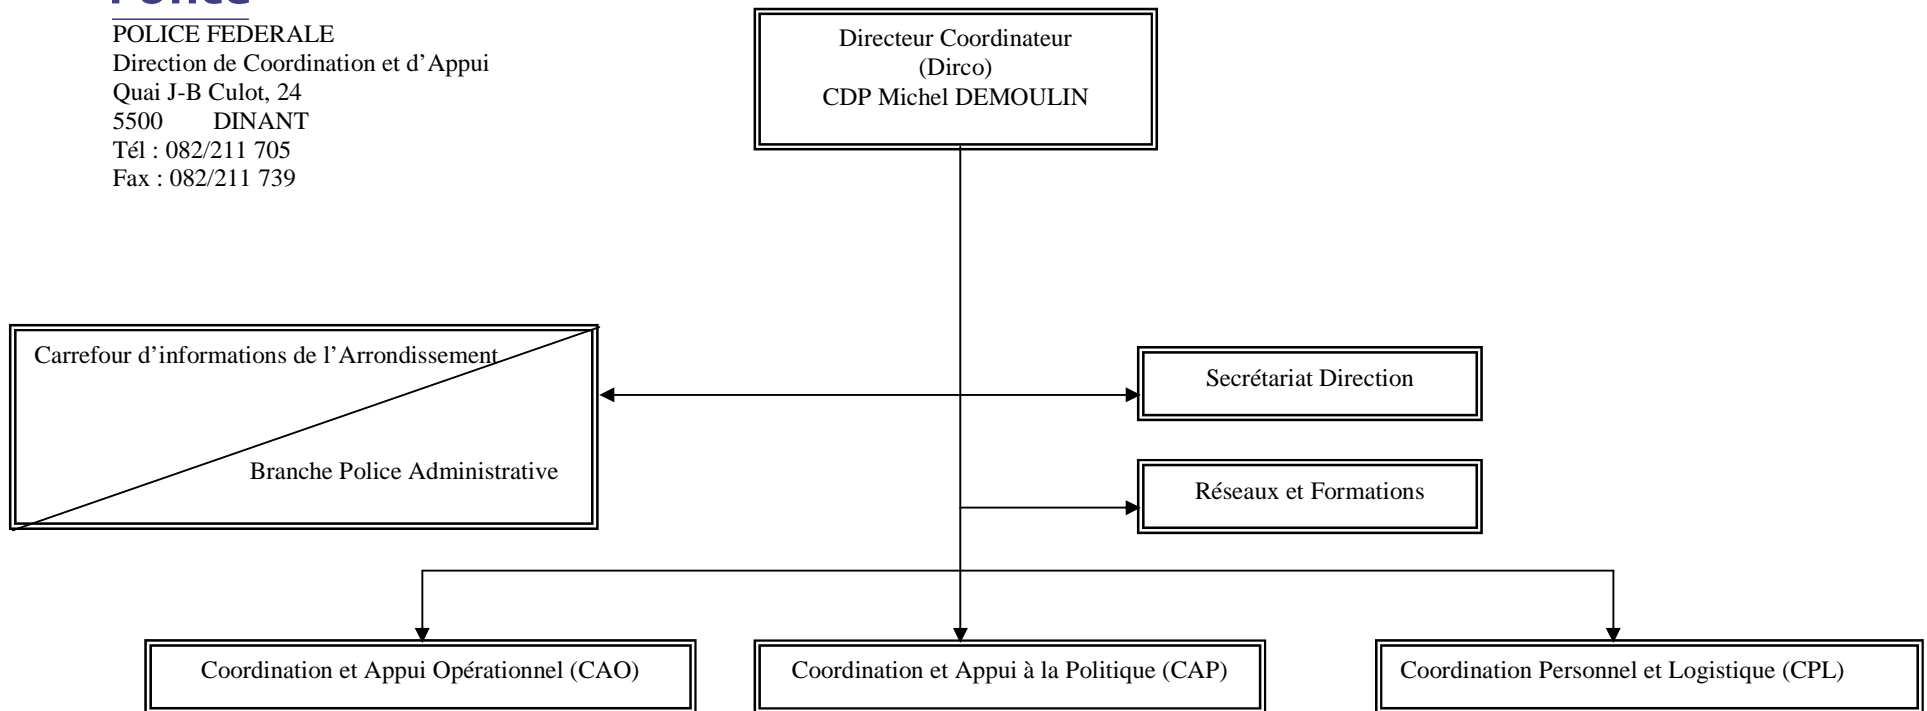 POLICE FEDERALE
Direction de Coordination et d’Appui
Quai J-B Culot, 24
5500 DINANT
Tél : 082/211 705
Fax : 082/211 739
Directeur Coordinateur
(Dirco)
CDP Michel DEMOULIN
Carrefour d’informations de l’Arrondissement
Branche Police Administrative
Secrétariat Direction
Réseaux et Formations
Coordination et Appui Opérationnel (CAO)
Coordination et Appui à la Politique (CAP)
Coordination Personnel et Logistique (CPL)